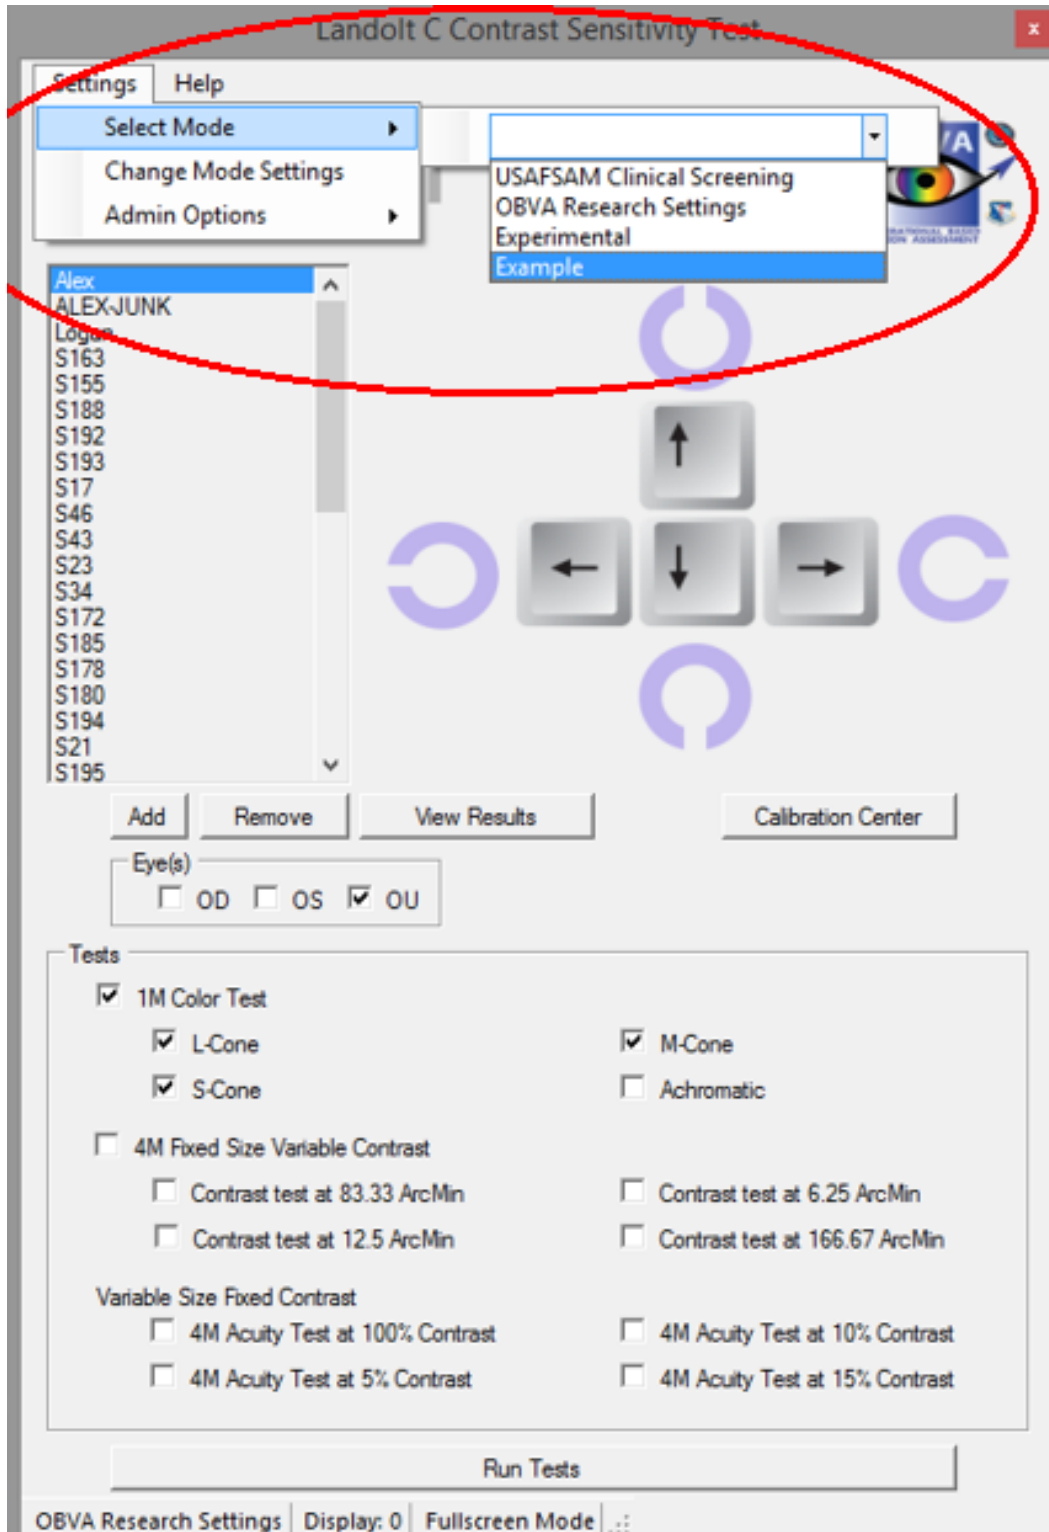 Landolt C Contrast Sensitivity Test
x
Settings Help
Select Mode
Change Mode Settings
Admin Options
USAFSAM Clinical Screening
OBVA Research Settings
Experimental
Example
VA
Alex
ALEX-JUNK
Logan
S163
S155
S188
S192
S193
S17
S46
S43
S23
S34
S172
S185
S178
S180
S194
S21
S195
Add Remove View Results Calibration Center
Eye(s)
OD OS OU
Tests
1M Color Test
L-Cone M-Cone
S-Cone Achromatic
4M Fixed Size Variable Contrast
Contrast test at 83.33 ArcMin Contrast test at 6.25 ArcMin
Contrast test at 12.5 ArcMin Contrast test at 166.67 ArcMin
Variable Size Fixed Contrast
4M Acuity Test at 100% Contrast 4M Acuity Test at 10% Contrast
4M Acuity Test at 5% Contrast 4M Acuity Test at 15% Contrast
Run Tests
OBVA Research Settings Display: 0 Fullscreen Mode